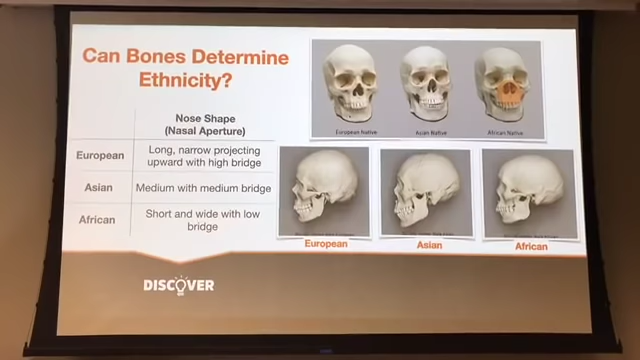 Can Bones Determine
Ethnicity?
Nose Shape
(Nasal Aperture)
European
Long, narrow projecting
upward with high bridge
Asian
Medium with medium bridge
African
Short and wide with low
bridge
European Native
Asian Native
African Native
European
Asian
African
DISCOVER